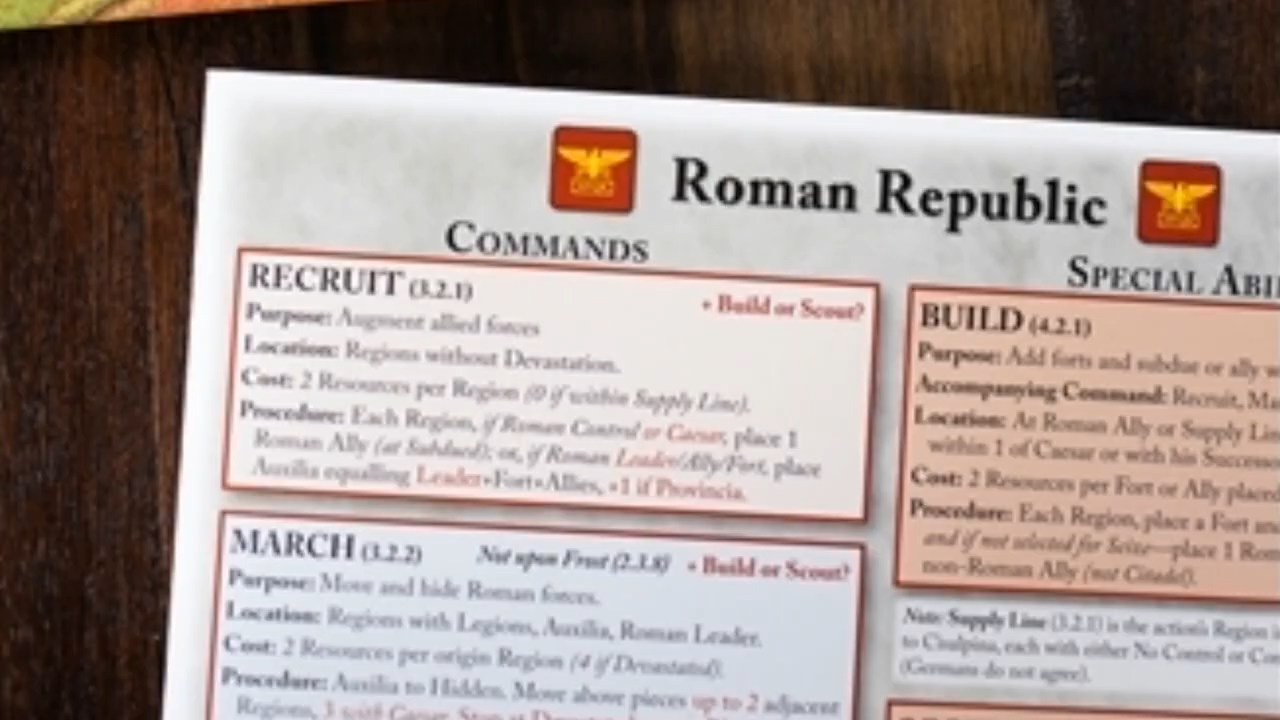 Roman Republic
COMMANDS
RECRUIT (3.2.1)
+ Build or Scout?
Purpose: Augment allied forces
Location: Regions without Devastation.
Cost: 2 Resources per Region (0 if within Supply Line).
Procedure: Each Region, if Roman Control or Caesar, place 1
Roman Ally (at Subdued); or, if Roman Leader/Ally/Fort, place
Auxilia equalling Leader+Fort+Allies, +1 if Provincia.
MARCH (3.2.2) Not upon Frost (2.3.8) + Build or Scout?
Purpose: Move and hide Roman forces.
Location: Regions with Legions, Auxilia, Roman Leader.
Cost: 2 Resources per origin Region (4 if Devastated).
Procedure: Auxilia to Hidden. Move above pieces up to 2 adjacent
Regions, 3 with Caesar. Stop at
SPECIAL ABI
BUILD (4.2.1)
Purpose: Add forts and subdue or ally w
Accompanying Command: Recruit, Ma
Location: At Roman Ally or Supply Lin
within 1 of Caesar or with his Successo
Cost: 2 Resources per Fort or Ally placed
Procedure: Each Region, place a Fort an
and if not selected for Seize—place 1 Rom
non-Roman Ally (not Citadel).
Note: Supply Line (3.2.1) is the action's Region
to Cisalpina, each with either No Control or Co
(Germans do not agree).